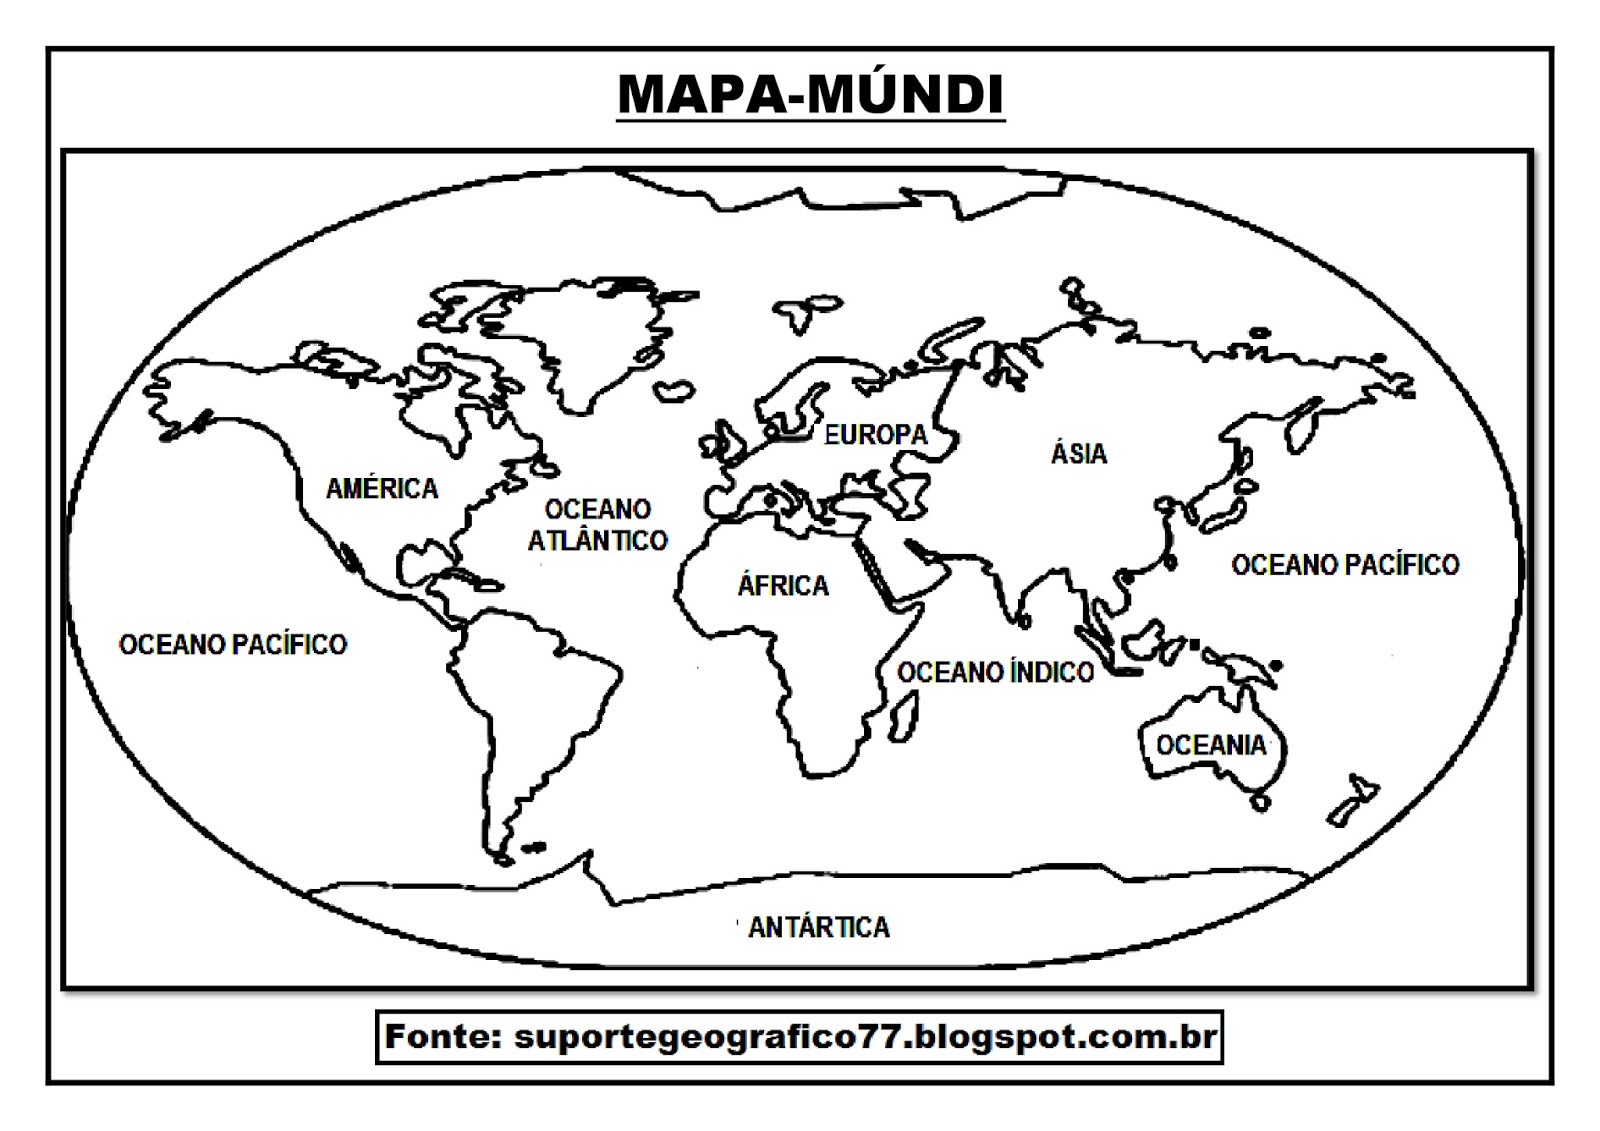 MAPA-MÚNDI
EUROPA
ÁSIA
AMÉRICA
OCEANO
ATLÂNTICO
OCEANO PACÍFICO
ÁFRICA
OCEANO PACÍFICO
OCEANO ÍNDICO
OCEANIA
ANTÁRTICA
Fonte: suportegeografico77.blogspot.com.br